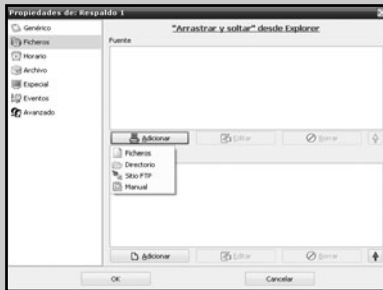 Propiedades de: Respaldo 1
Genérico
Ficheros
Horario
Archivo
Especial
Eventos
Avanzado
"Arrastrar y soltar" desde Explorer
Fuente
Adicionar
Editar
Borrar
Ficheros
Directorio
Sitio FTP
Manual
Adicionar
Editar
Borrar
OK
Cancelar